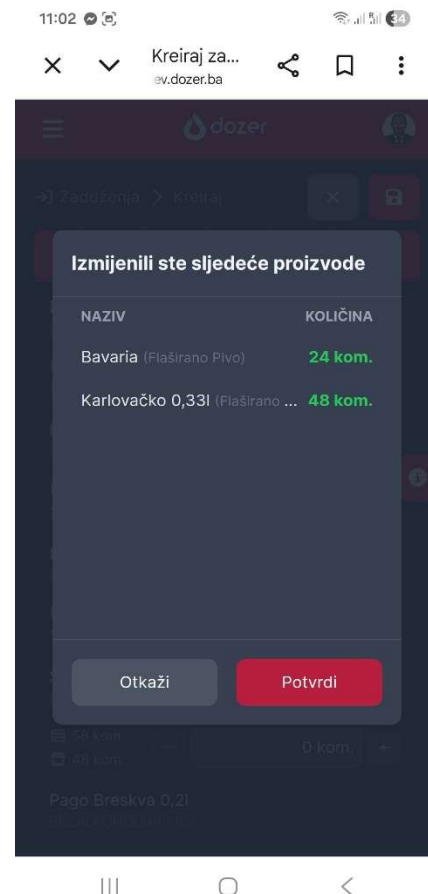 11:02
34
Kreiraj za...
ev.dozer.ba
dozer
Zaduženja > Kreiraj
Izmijenili ste sljedeće proizvode
NAZIV KOLIČINA
Bavaria (Flaširano Pivo) 24 kom.
Karlovačko 0,33l (Flaširano ... 48 kom.
Otkaži Potvrdi
58 kom.
48 kom.
0 kom.
Pago Breskva 0,2l